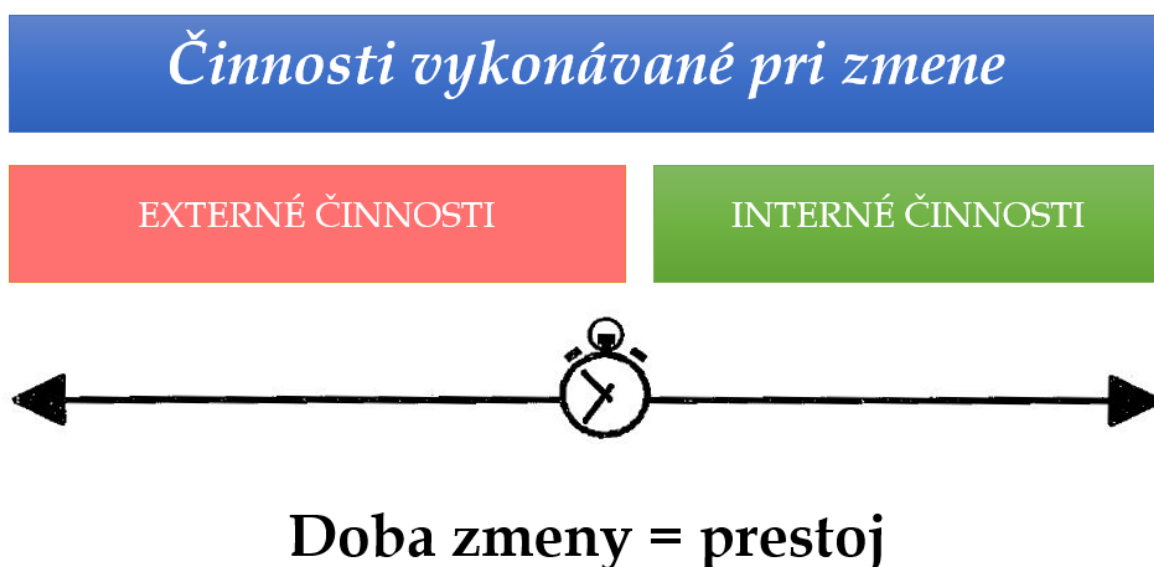 Činnosti vykonávané pri zmene
EXTERNÉ ČINNOSTI
INTERNÉ ČINNOSTI
Doba zmeny = prestoj